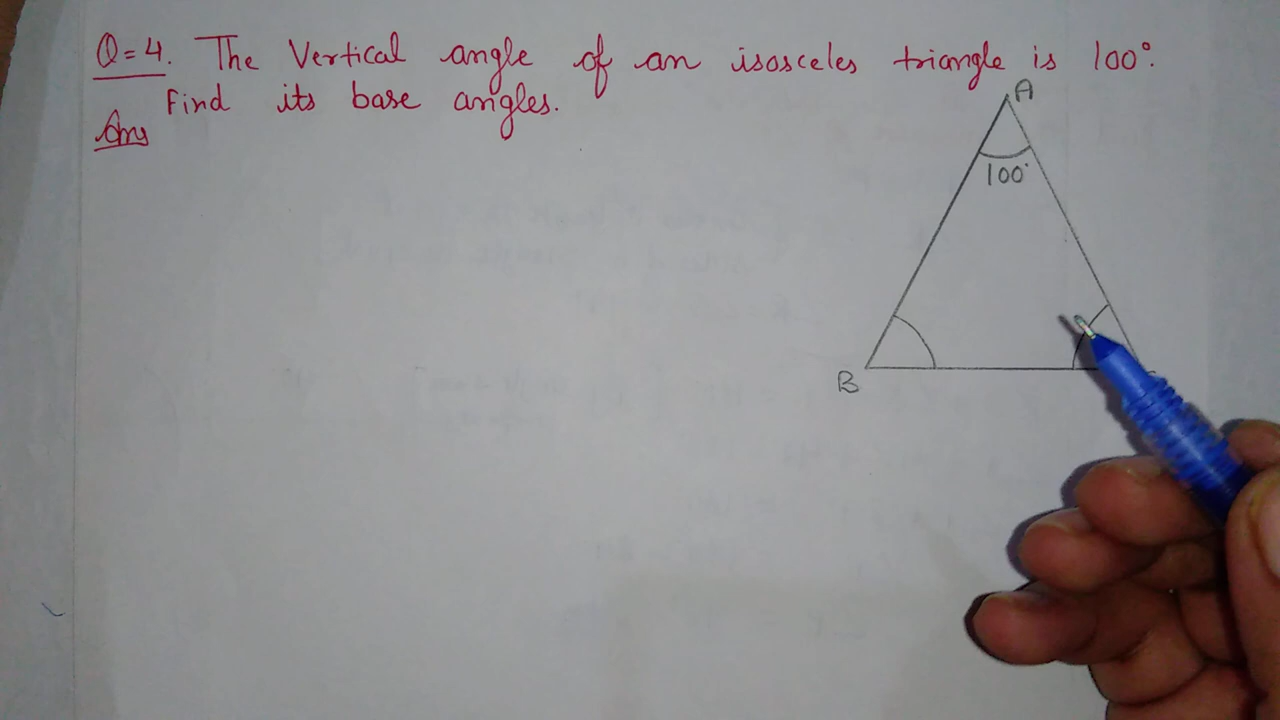 Q=4. The Vertical angle of an isosceles triangle is 100°.
Find its base angles.
Ans
A
100°
B